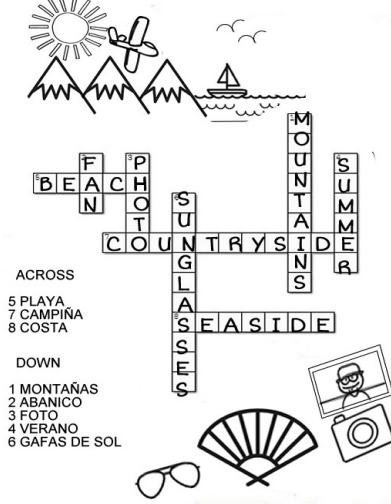 MOUNTAINS
FAN
PHOTO
SUMMER
BEACH
SUNGLASSES
COUNTRYSIDE
SEASIDE
ACROSS
5 PLAYA
7 CAMPIÑA
8 COSTA
DOWN
1 MONTAÑAS
2 ABANICO
3 FOTO
4 VERANO
6 GAFAS DE SOL